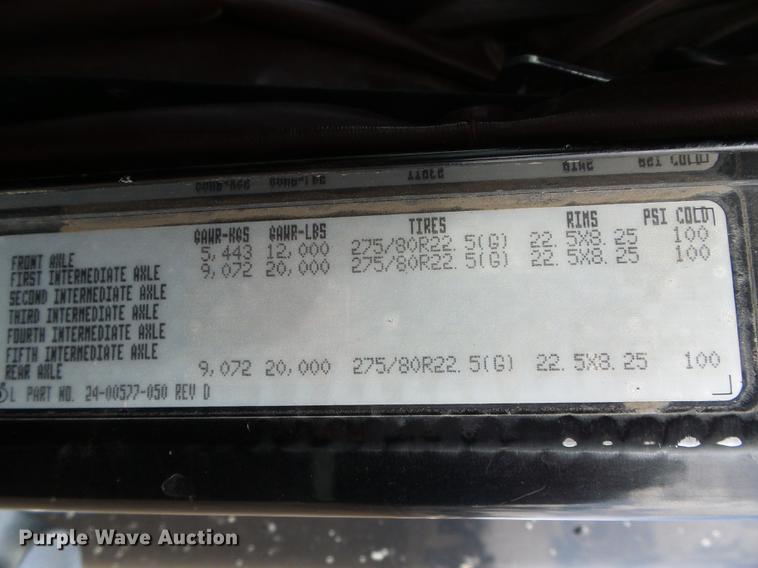 GAWR-KGS GAWR-LBS TIRES RIMS PSI COLD
FRONT AXLE 5,443 12,000 275/80R22.5(G) 22.5X8.25 100
FIRST INTERMEDIATE AXLE 9,072 20,000 275/80R22.5(G) 22.5X8.25 100
SECOND INTERMEDIATE AXLE
THIRD INTERMEDIATE AXLE
FOURTH INTERMEDIATE AXLE
FIFTH INTERMEDIATE AXLE
REAR AXLE 9,072 20,000 275/80R22.5(G) 22.5X8.25 100
L PART NO. 24-00577-050 REV D
Purple Wave Auction